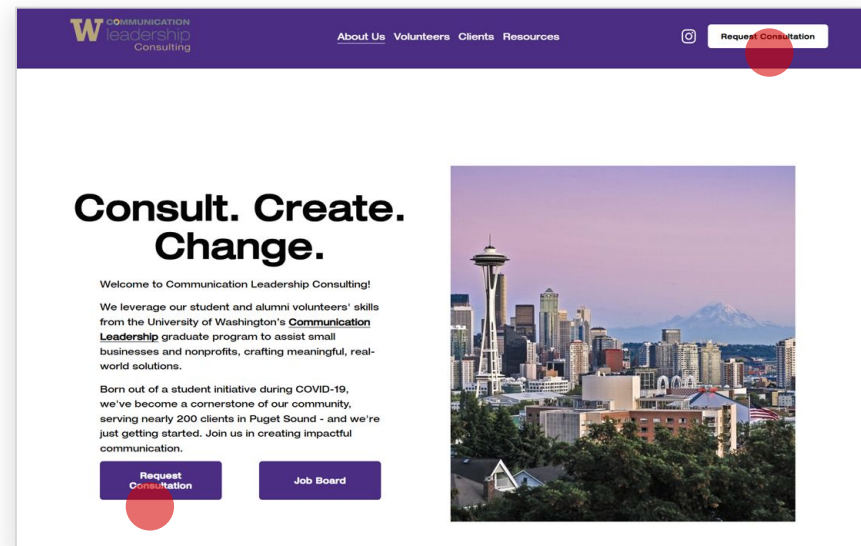 W COMMUNICATION
leadership
Consulting
About Us Volunteers Clients Resources
Request Consultation
Consult. Create.
Change.
Welcome to Communication Leadership Consulting!
We leverage our student and alumni volunteers' skills
from the University of Washington's Communication
Leadership graduate program to assist small
businesses and nonprofits, crafting meaningful, real-
world solutions.
Born out of a student initiative during COVID-19,
we've become a cornerstone of our community,
serving nearly 200 clients in Puget Sound - and we're
just getting started. Join us in creating impactful
communication.
Request
Consultation
Job Board